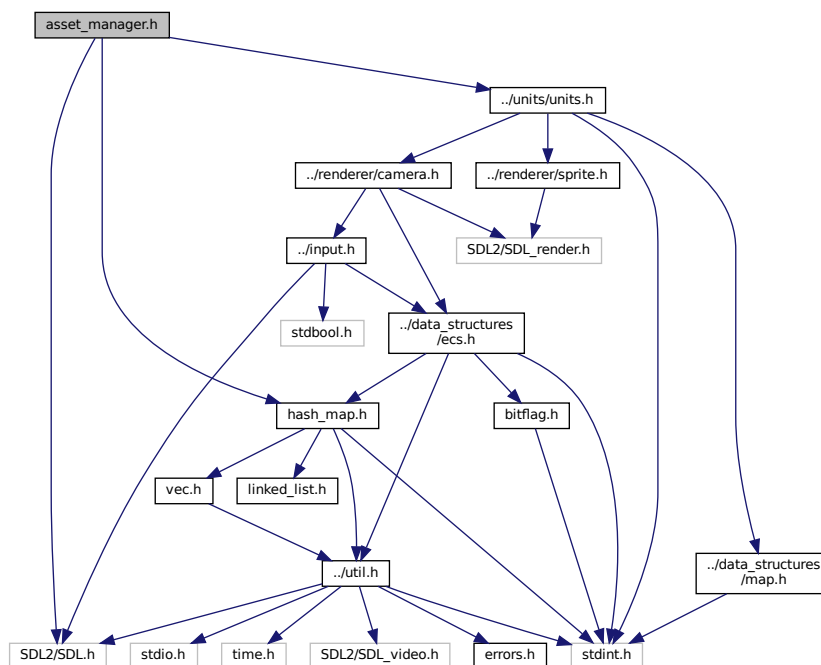 asset_manager.h
../units/units.h
../renderer/camera.h
../renderer/sprite.h
../input.h
SDL2/SDL_render.h
stdbool.h
../data_structures
/ecs.h
hash_map.h
bitflag.h
vec.h
linked_list.h
../util.h
../data_structures
/map.h
SDL2/SDL.h
stdio.h
time.h
SDL2/SDL_video.h
errors.h
stdint.h